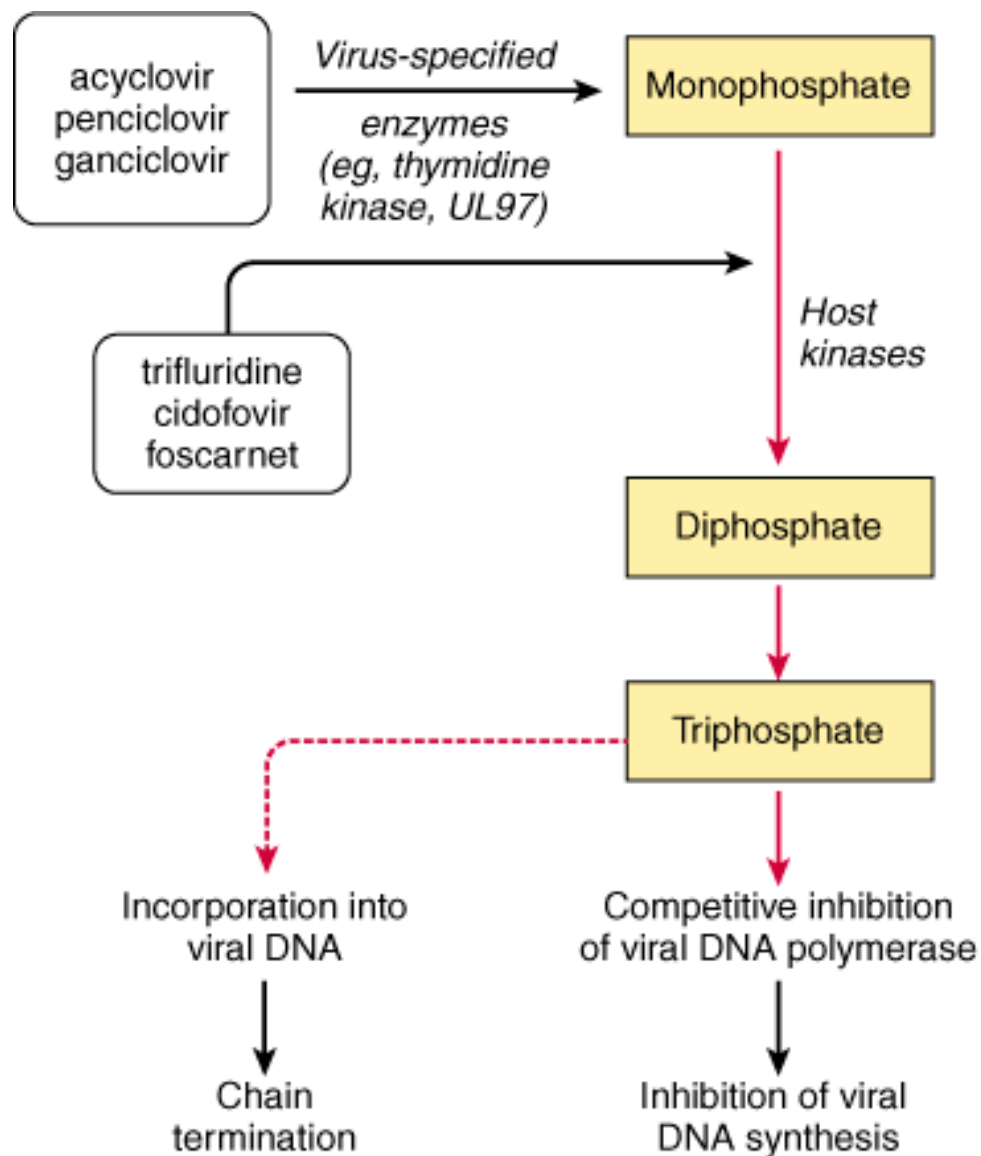 acyclovir
penciclovir
ganciclovir
Virus-specified
enzymes
(eg, thymidine
kinase, UL97)
Monophosphate
trifluridine
cidofovir
foscarnet
Host
kinases
Diphosphate
Triphosphate
Incorporation into
viral DNA
Competitive inhibition
of viral DNA polymerase
Chain
termination
Inhibition of viral
DNA synthesis